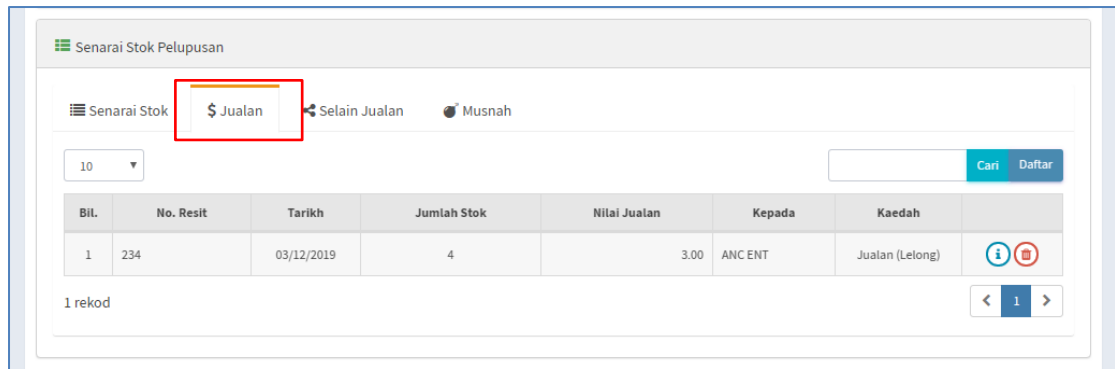 Senarai Stok Pelupusan
Senarai Stok $ Jualan Selain Jualan Musnah
10 Cari Daftar
Bil. No. Resit Tarikh Jumlah Stok Nilai Jualan Kepada Kaedah
1 234 03/12/2019 4 3.00 ANC ENT Jualan (Lelong)
1 rekod 1